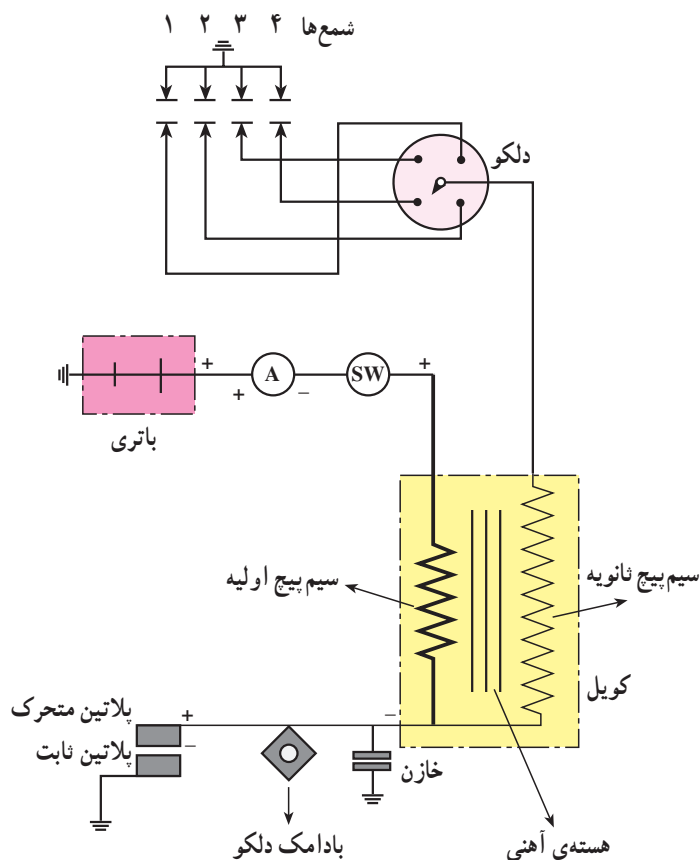 شمع‌ها ۴ ۳ ۲ ۱
دلکو
+ + A − SW +
باتری
سیم‌پیچ اولیه
سیم‌پیچ ثانویه
کویل
پلاتین متحرک + −
پلاتین ثابت −
خازن
بادامک دلکو
هسته‌ی آهنی